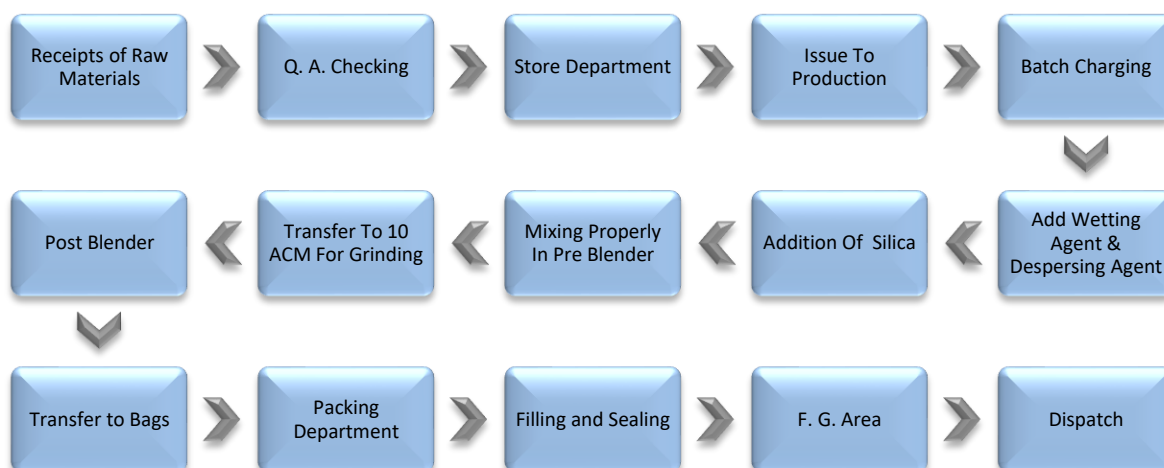 Receipts of Raw
Materials
Q. A. Checking
Store Department
Issue To
Production
Batch Charging
Add Wetting
Agent &
Despersing Agent
Addition Of Silica
Mixing Properly
In Pre Blender
Transfer To 10
ACM For Grinding
Post Blender
Transfer to Bags
Packing
Department
Filling and Sealing
F. G. Area
Dispatch